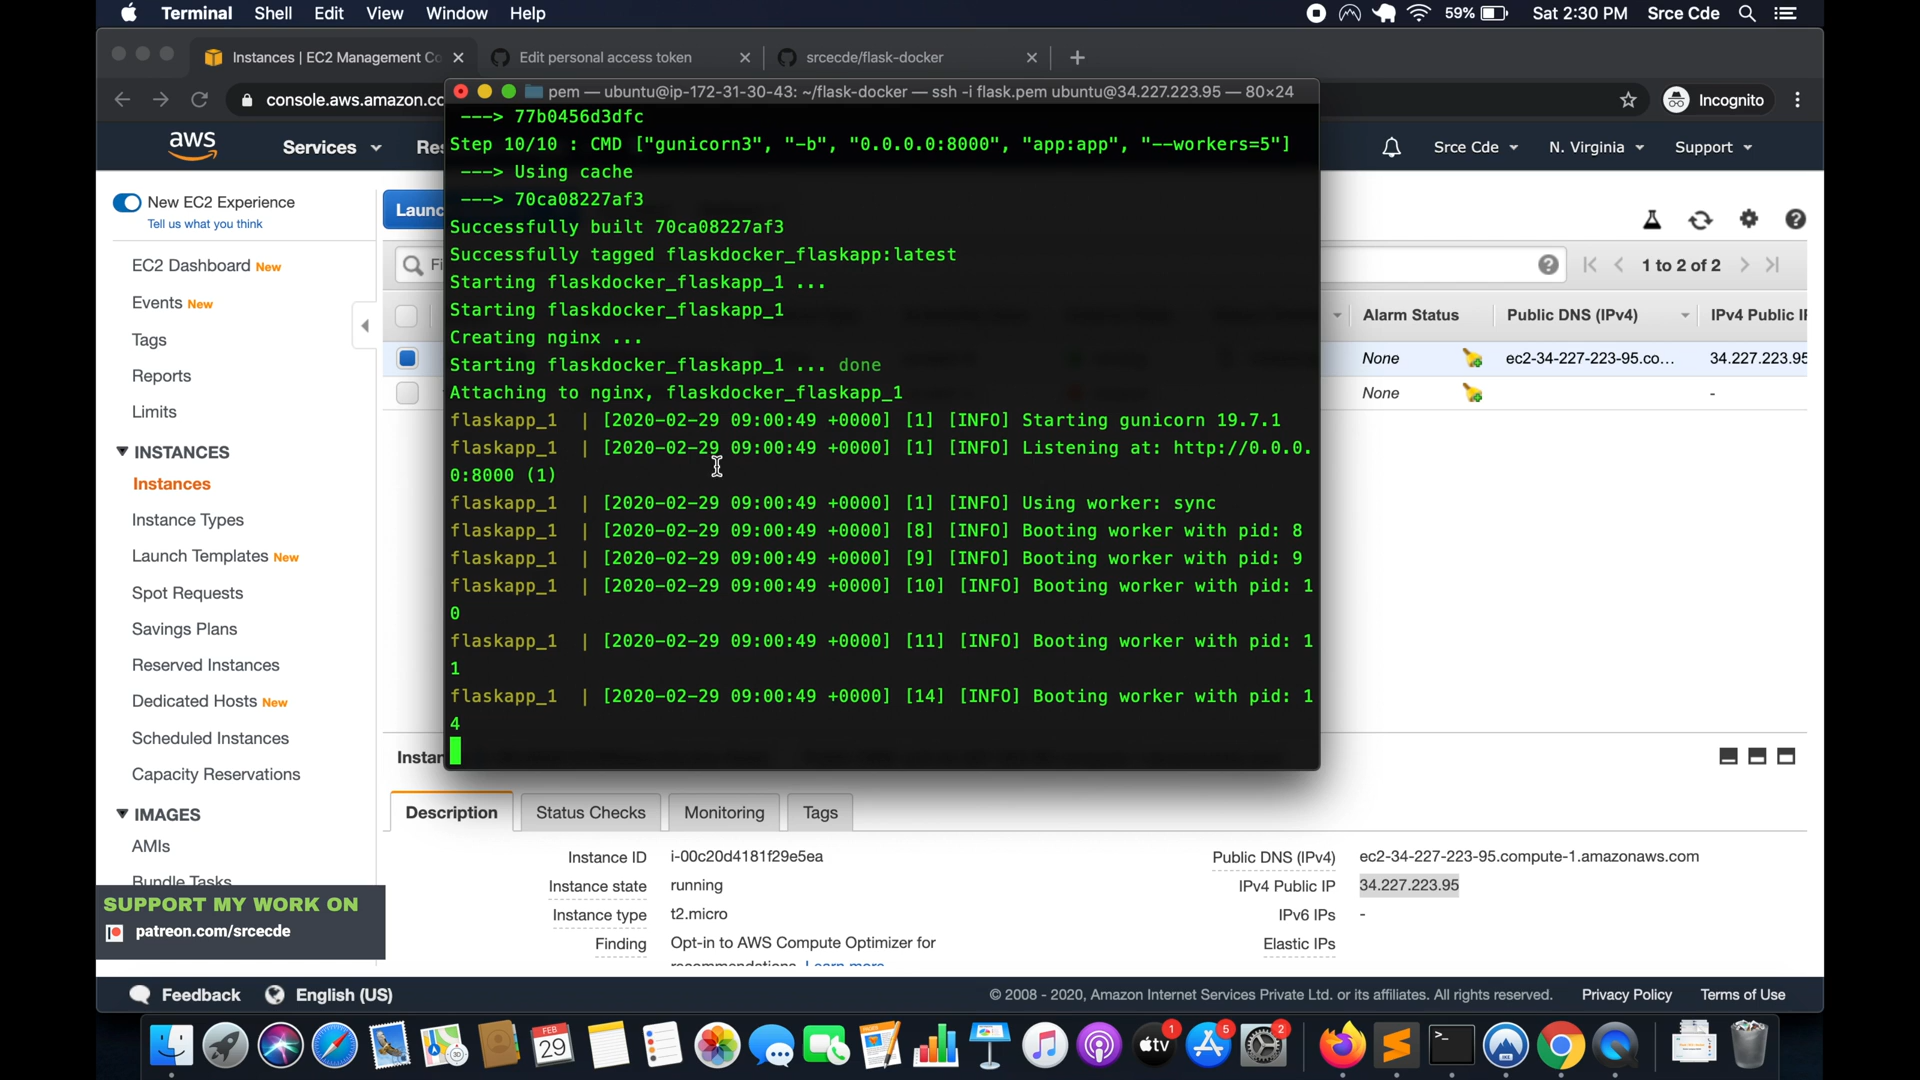 Terminal Shell Edit View Window Help 59% Sat 2:30 PM Srce Cde
Instances | EC2 Management Co Edit personal access token srcecde/flask-docker
console.aws.amazon.co Incognito
pem — ubuntu@ip-172-31-30-43: ~/flask-docker — ssh -i flask.pem ubuntu@34.227.223.95 — 80×24
aws Services Res Srce Cde N. Virginia Support
---> 77b0456d3dfc
Step 10/10 : CMD ["gunicorn3", "-b", "0.0.0.0:8000", "app:app", "--workers=5"]
---> Using cache
---> 70ca08227af3
Successfully built 70ca08227af3
Successfully tagged flaskdocker_flaskapp:latest
Starting flaskdocker_flaskapp_1 ...
Starting flaskdocker_flaskapp_1
Creating nginx ...
Starting flaskdocker_flaskapp_1 ... done
Attaching to nginx, flaskdocker_flaskapp_1
flaskapp_1 | [2020-02-29 09:00:49 +0000] [1] [INFO] Starting gunicorn 19.7.1
flaskapp_1 | [2020-02-29 09:00:49 +0000] [1] [INFO] Listening at: http://0.0.0.
0:8000 (1)
flaskapp_1 | [2020-02-29 09:00:49 +0000] [1] [INFO] Using worker: sync
flaskapp_1 | [2020-02-29 09:00:49 +0000] [8] [INFO] Booting worker with pid: 8
flaskapp_1 | [2020-02-29 09:00:49 +0000] [9] [INFO] Booting worker with pid: 9
flaskapp_1 | [2020-02-29 09:00:49 +0000] [10] [INFO] Booting worker with pid: 1
0
flaskapp_1 | [2020-02-29 09:00:49 +0000] [11] [INFO] Booting worker with pid: 1
1
flaskapp_1 | [2020-02-29 09:00:49 +0000] [14] [INFO] Booting worker with pid: 1
4
New EC2 Experience
Tell us what you think
EC2 Dashboard New
Events New
Tags
Reports
Limits
INSTANCES
Instances
Instance Types
Launch Templates New
Spot Requests
Savings Plans
Reserved Instances
Dedicated Hosts New
Scheduled Instances
Capacity Reservations
IMAGES
AMIs
Bundle Tasks
SUPPORT MY WORK ON
patreon.com/srcecde
Launc
Fi 1 to 2 of 2
Alarm Status Public DNS (IPv4) IPv4 Public IP
None ec2-34-227-223-95.co... 34.227.223.95
None -
Instan
Description Status Checks Monitoring Tags
Instance ID i-00c20d4181f29e5ea
Instance state running
Instance type t2.micro
Finding Opt-in to AWS Compute Optimizer for
recommendations. Learn more
Public DNS (IPv4) ec2-34-227-223-95.compute-1.amazonaws.com
IPv4 Public IP 34.227.223.95
IPv6 IPs -
Elastic IPs
Feedback English (US) © 2008 - 2020, Amazon Internet Services Private Ltd. or its affiliates. All rights reserved. Privacy Policy Terms of Use
FEB
29
tv
1
5
2